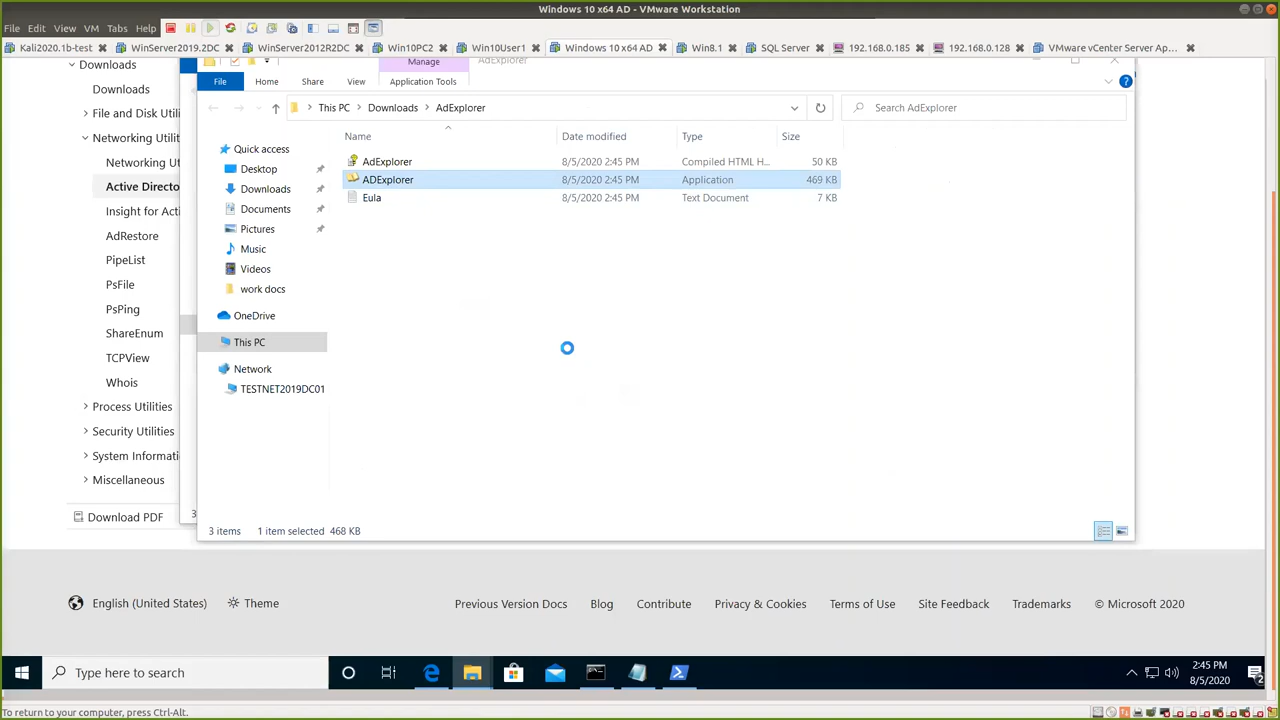 Windows 10 x64 AD - VMware Workstation
File Edit View VM Tabs Help
Kali2020.1b-test WinServer2019.2DC WinServer2012R2DC Win10PC2 Win10User1 Windows 10 x64 AD Win8.1 SQL Server 192.168.0.185 192.168.0.128 VMware vCenter Server Ap...
Downloads
Downloads
File and Disk Utili
Networking Utilit
Networking Ut
Active Directo
Insight for Acti
AdRestore
PipeList
PsFile
PsPing
ShareEnum
TCPView
Whois
Process Utilities
Security Utilities
System Informati
Miscellaneous
Download PDF
3
Manage AdExplorer
File Home Share View Application Tools
This PC > Downloads > AdExplorer Search AdExplorer
Name Date modified Type Size
AdExplorer 8/5/2020 2:45 PM Compiled HTML H... 50 KB
ADExplorer 8/5/2020 2:45 PM Application 469 KB
Eula 8/5/2020 2:45 PM Text Document 7 KB
Quick access
Desktop
Downloads
Documents
Pictures
Music
Videos
work docs
OneDrive
This PC
Network
TESTNET2019DC01
3 items 1 item selected 468 KB
English (United States) Theme Previous Version Docs Blog Contribute Privacy & Cookies Terms of Use Site Feedback Trademarks © Microsoft 2020
Type here to search
2:45 PM
8/5/2020
2
To return to your computer, press Ctrl-Alt.